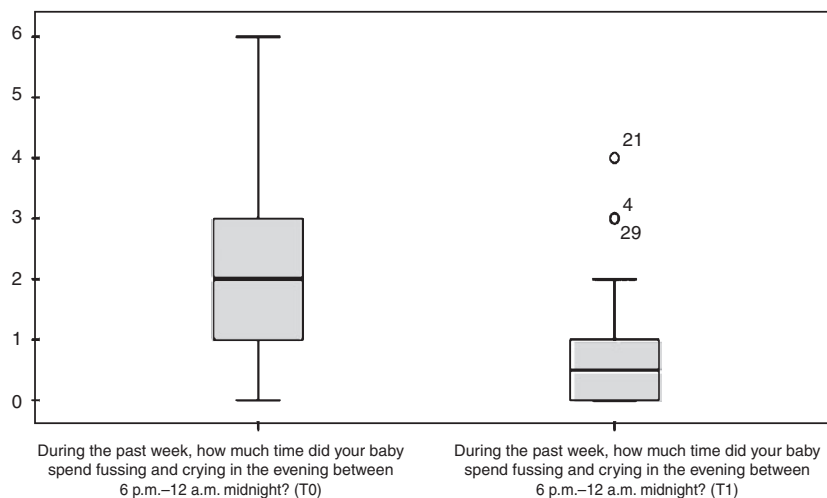 6
5
4
3
2
1
0
21
4
29
During the past week, how much time did your baby
spend fussing and crying in the evening between
6 p.m.–12 a.m. midnight? (T0)
During the past week, how much time did your baby
spend fussing and crying in the evening between
6 p.m.–12 a.m. midnight? (T1)